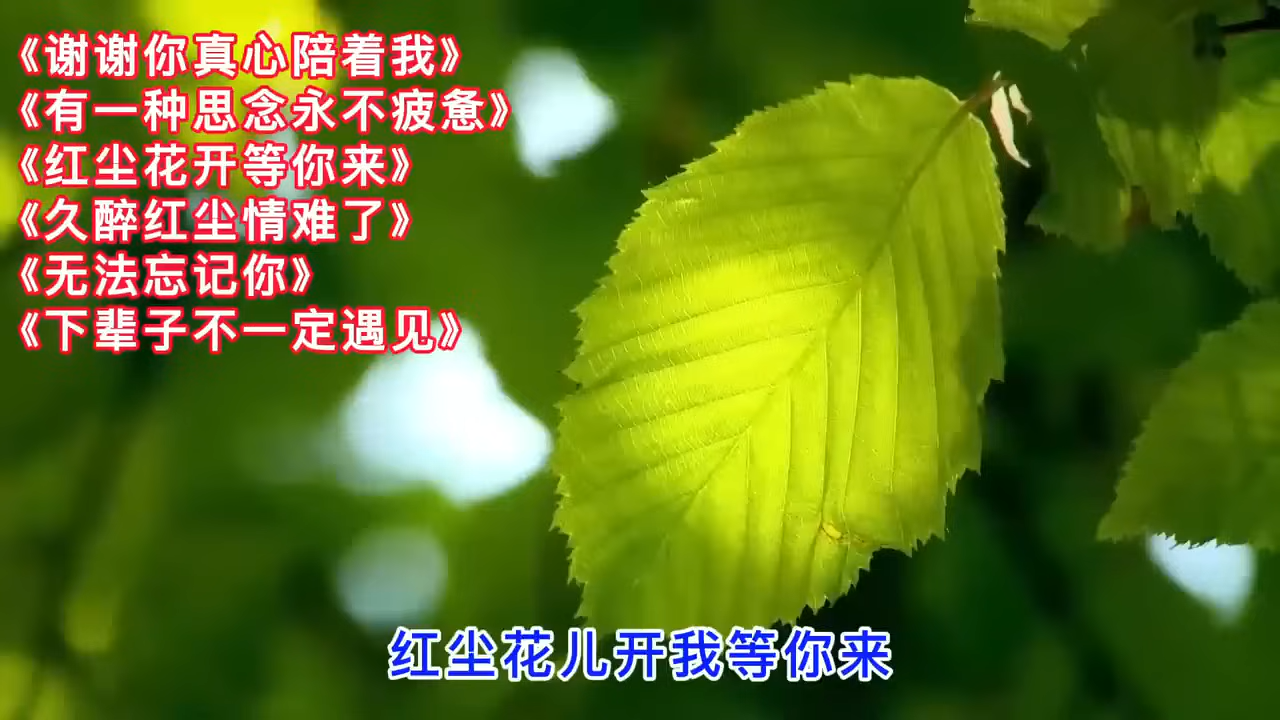 《谢谢你真心陪着我》
《有一种思念永不疲惫》
《红尘花开等你来》
《久醉红尘情难了》
《无法忘记你》
《下辈子不一定遇见》
红尘花儿开我等你来